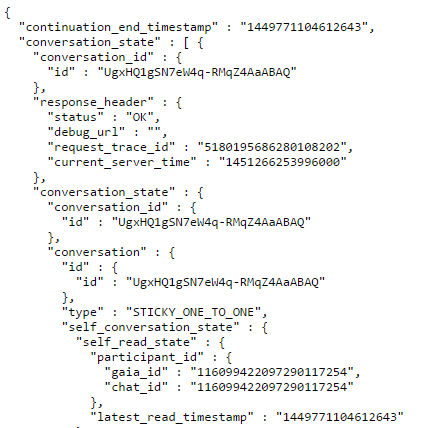 {
"continuation_end_timestamp" : "1449771104612643",
"conversation_state" : [ {
"conversation_id" : {
"id" : "UgxHQ1gSN7eW4q-RMqZ4AaABAQ"
},
"response_header" : {
"status" : "OK",
"debug_url" : "",
"request_trace_id" : "5180195686280108202",
"current_server_time" : "1451266253996000"
},
"conversation_state" : {
"conversation_id" : {
"id" : "UgxHQ1gSN7eW4q-RMqZ4AaABAQ"
},
"conversation" : {
"id" : {
"id" : "UgxHQ1gSN7eW4q-RMqZ4AaABAQ"
},
"type" : "STICKY_ONE_TO_ONE",
"self_conversation_state" : {
"self_read_state" : {
"participant_id" : {
"gaia_id" : "116099422097290117254",
"chat_id" : "116099422097290117254"
},
"latest_read_timestamp" : "1449771104612643"